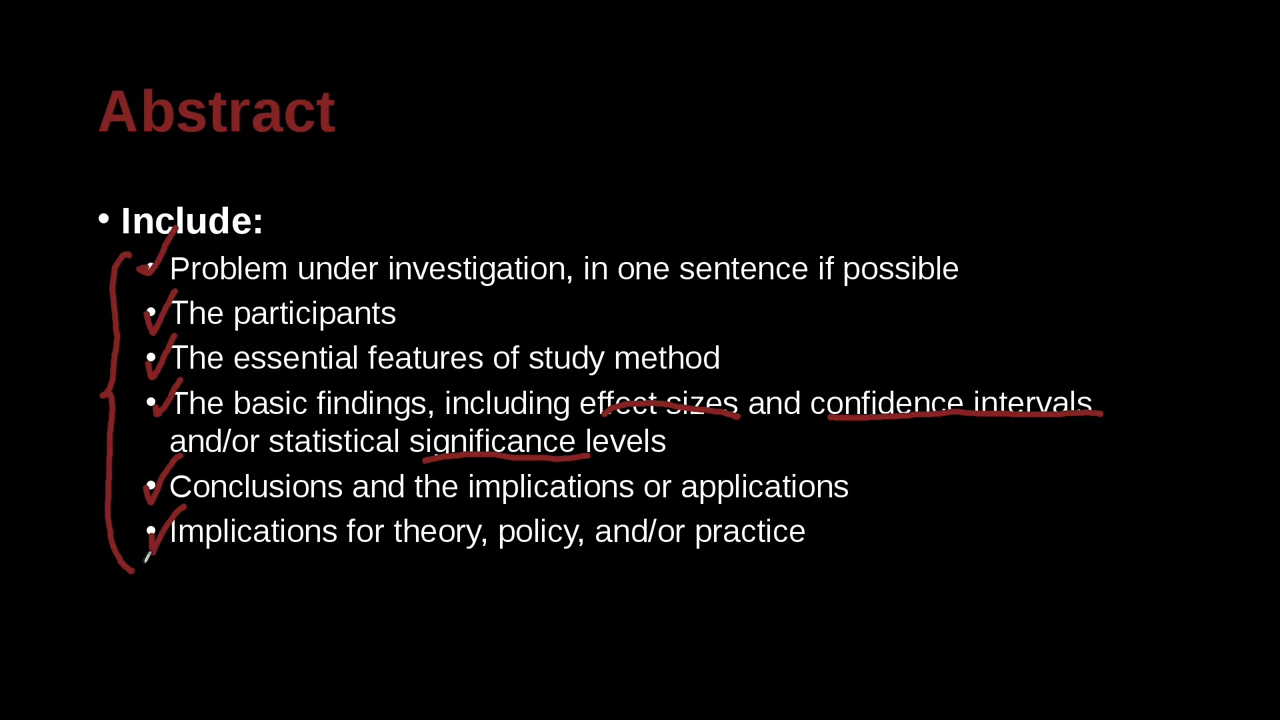 Abstract
• Include:
• Problem under investigation, in one sentence if possible
• The participants
• The essential features of study method
• The basic findings, including effect sizes and confidence intervals
and/or statistical significance levels
• Conclusions and the implications or applications
• Implications for theory, policy, and/or practice